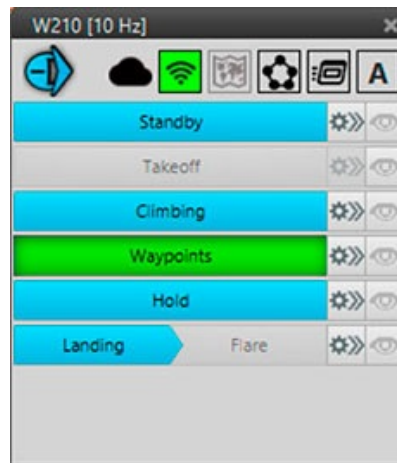 W210 [10 Hz]
A
Standby
Takeoff
Climbing
Waypoints
Hold
Landing Flare